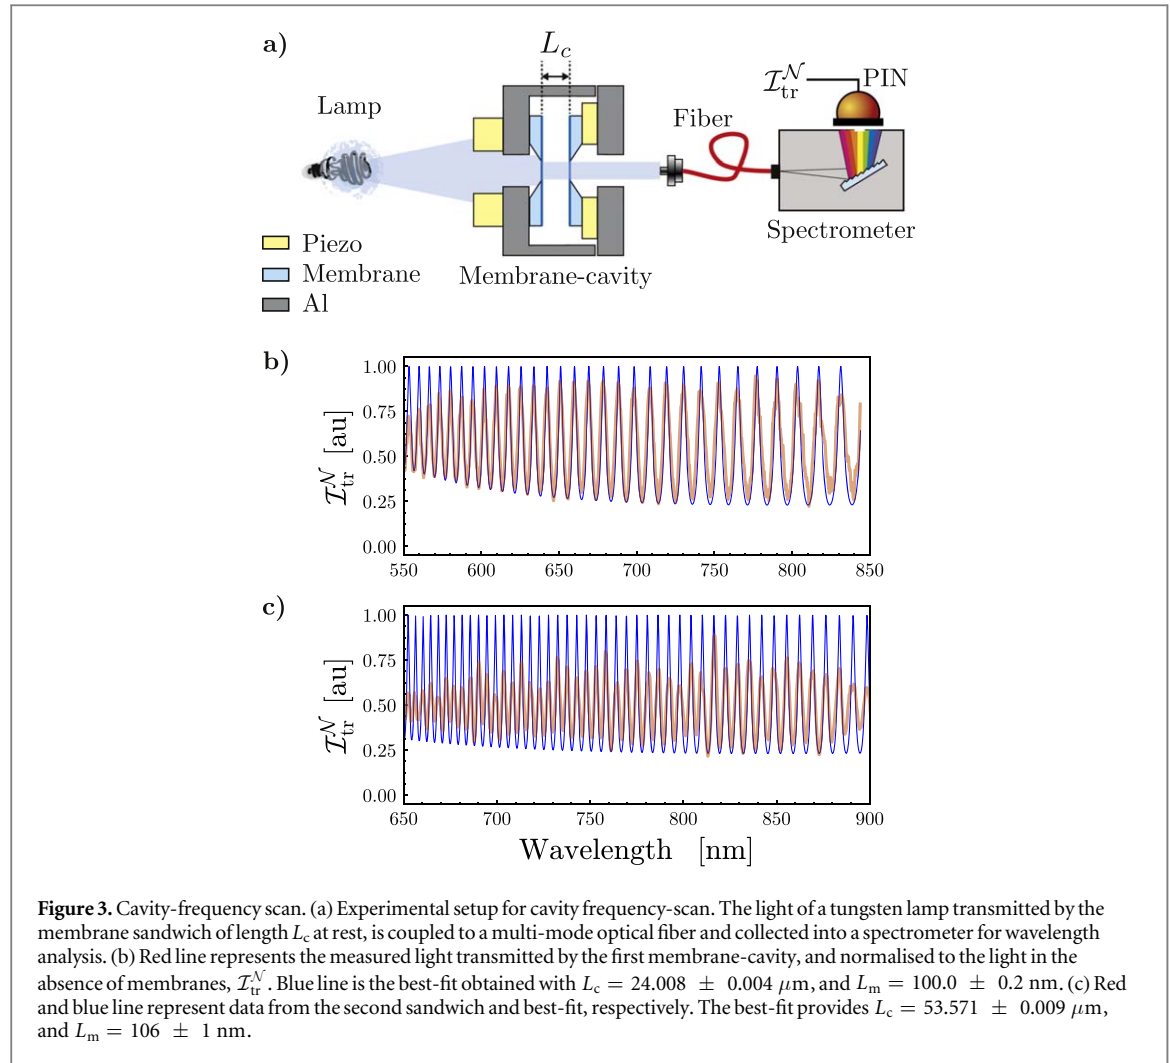 a)
L_c
Lamp
Fiber
I_tr^N
PIN
Spectrometer
Piezo
Membrane
Al
Membrane-cavity
b)
I_tr^N [au]
1.00
0.75
0.50
0.25
0.00
550 600 650 700 750 800 850
c)
I_tr^N [au]
1.00
0.75
0.50
0.25
0.00
650 700 750 800 850 900
Wavelength [nm]
Figure 3. Cavity-frequency scan. (a) Experimental setup for cavity frequency-scan. The light of a tungsten lamp transmitted by the
membrane sandwich of length L_c at rest, is coupled to a multi-mode optical fiber and collected into a spectrometer for wavelength
analysis. (b) Red line represents the measured light transmitted by the first membrane-cavity, and normalised to the light in the
absence of membranes, I_tr^N. Blue line is the best-fit obtained with L_c = 24.008 ± 0.004 μm, and L_m = 100.0 ± 0.2 nm. (c) Red
and blue line represent data from the second sandwich and best-fit, respectively. The best-fit provides L_c = 53.571 ± 0.009 μm,
and L_m = 106 ± 1 nm.